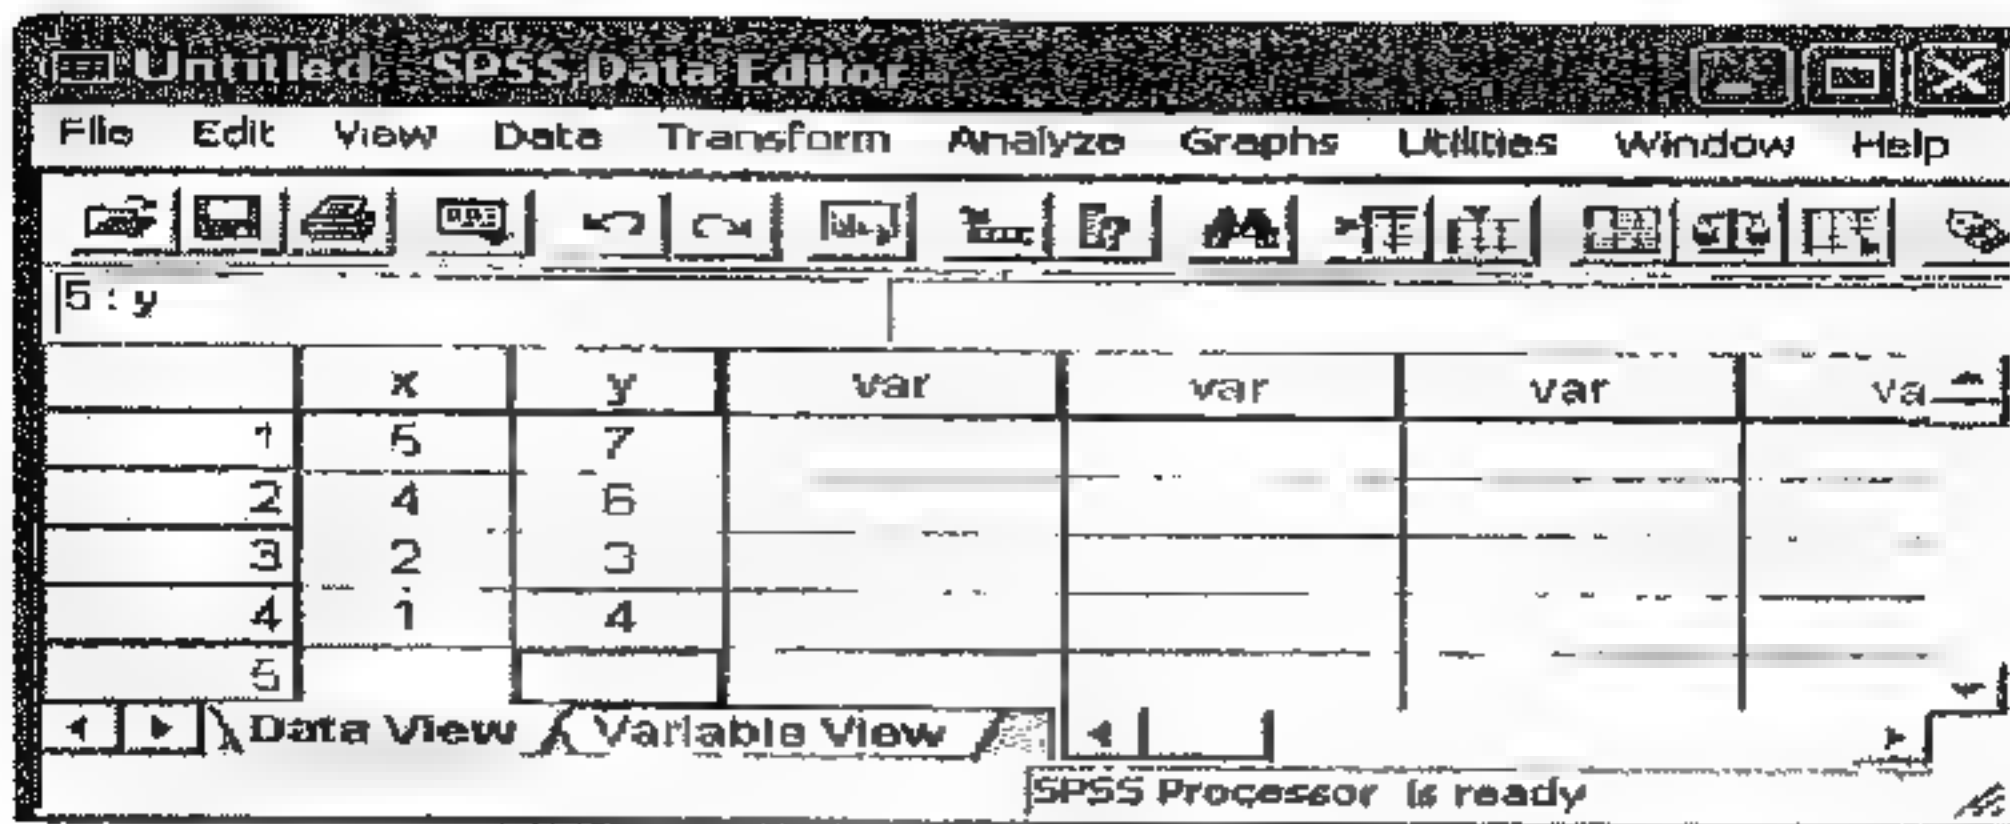 Untitled - SPSS Data Editor
File Edit View Data Transform Analyze Graphs Utilities Window Help
5 : y
x y var var var va
1 5 7
2 4 6
3 2 3
4 1 4
5
Data View Variable View
SPSS Processor is ready